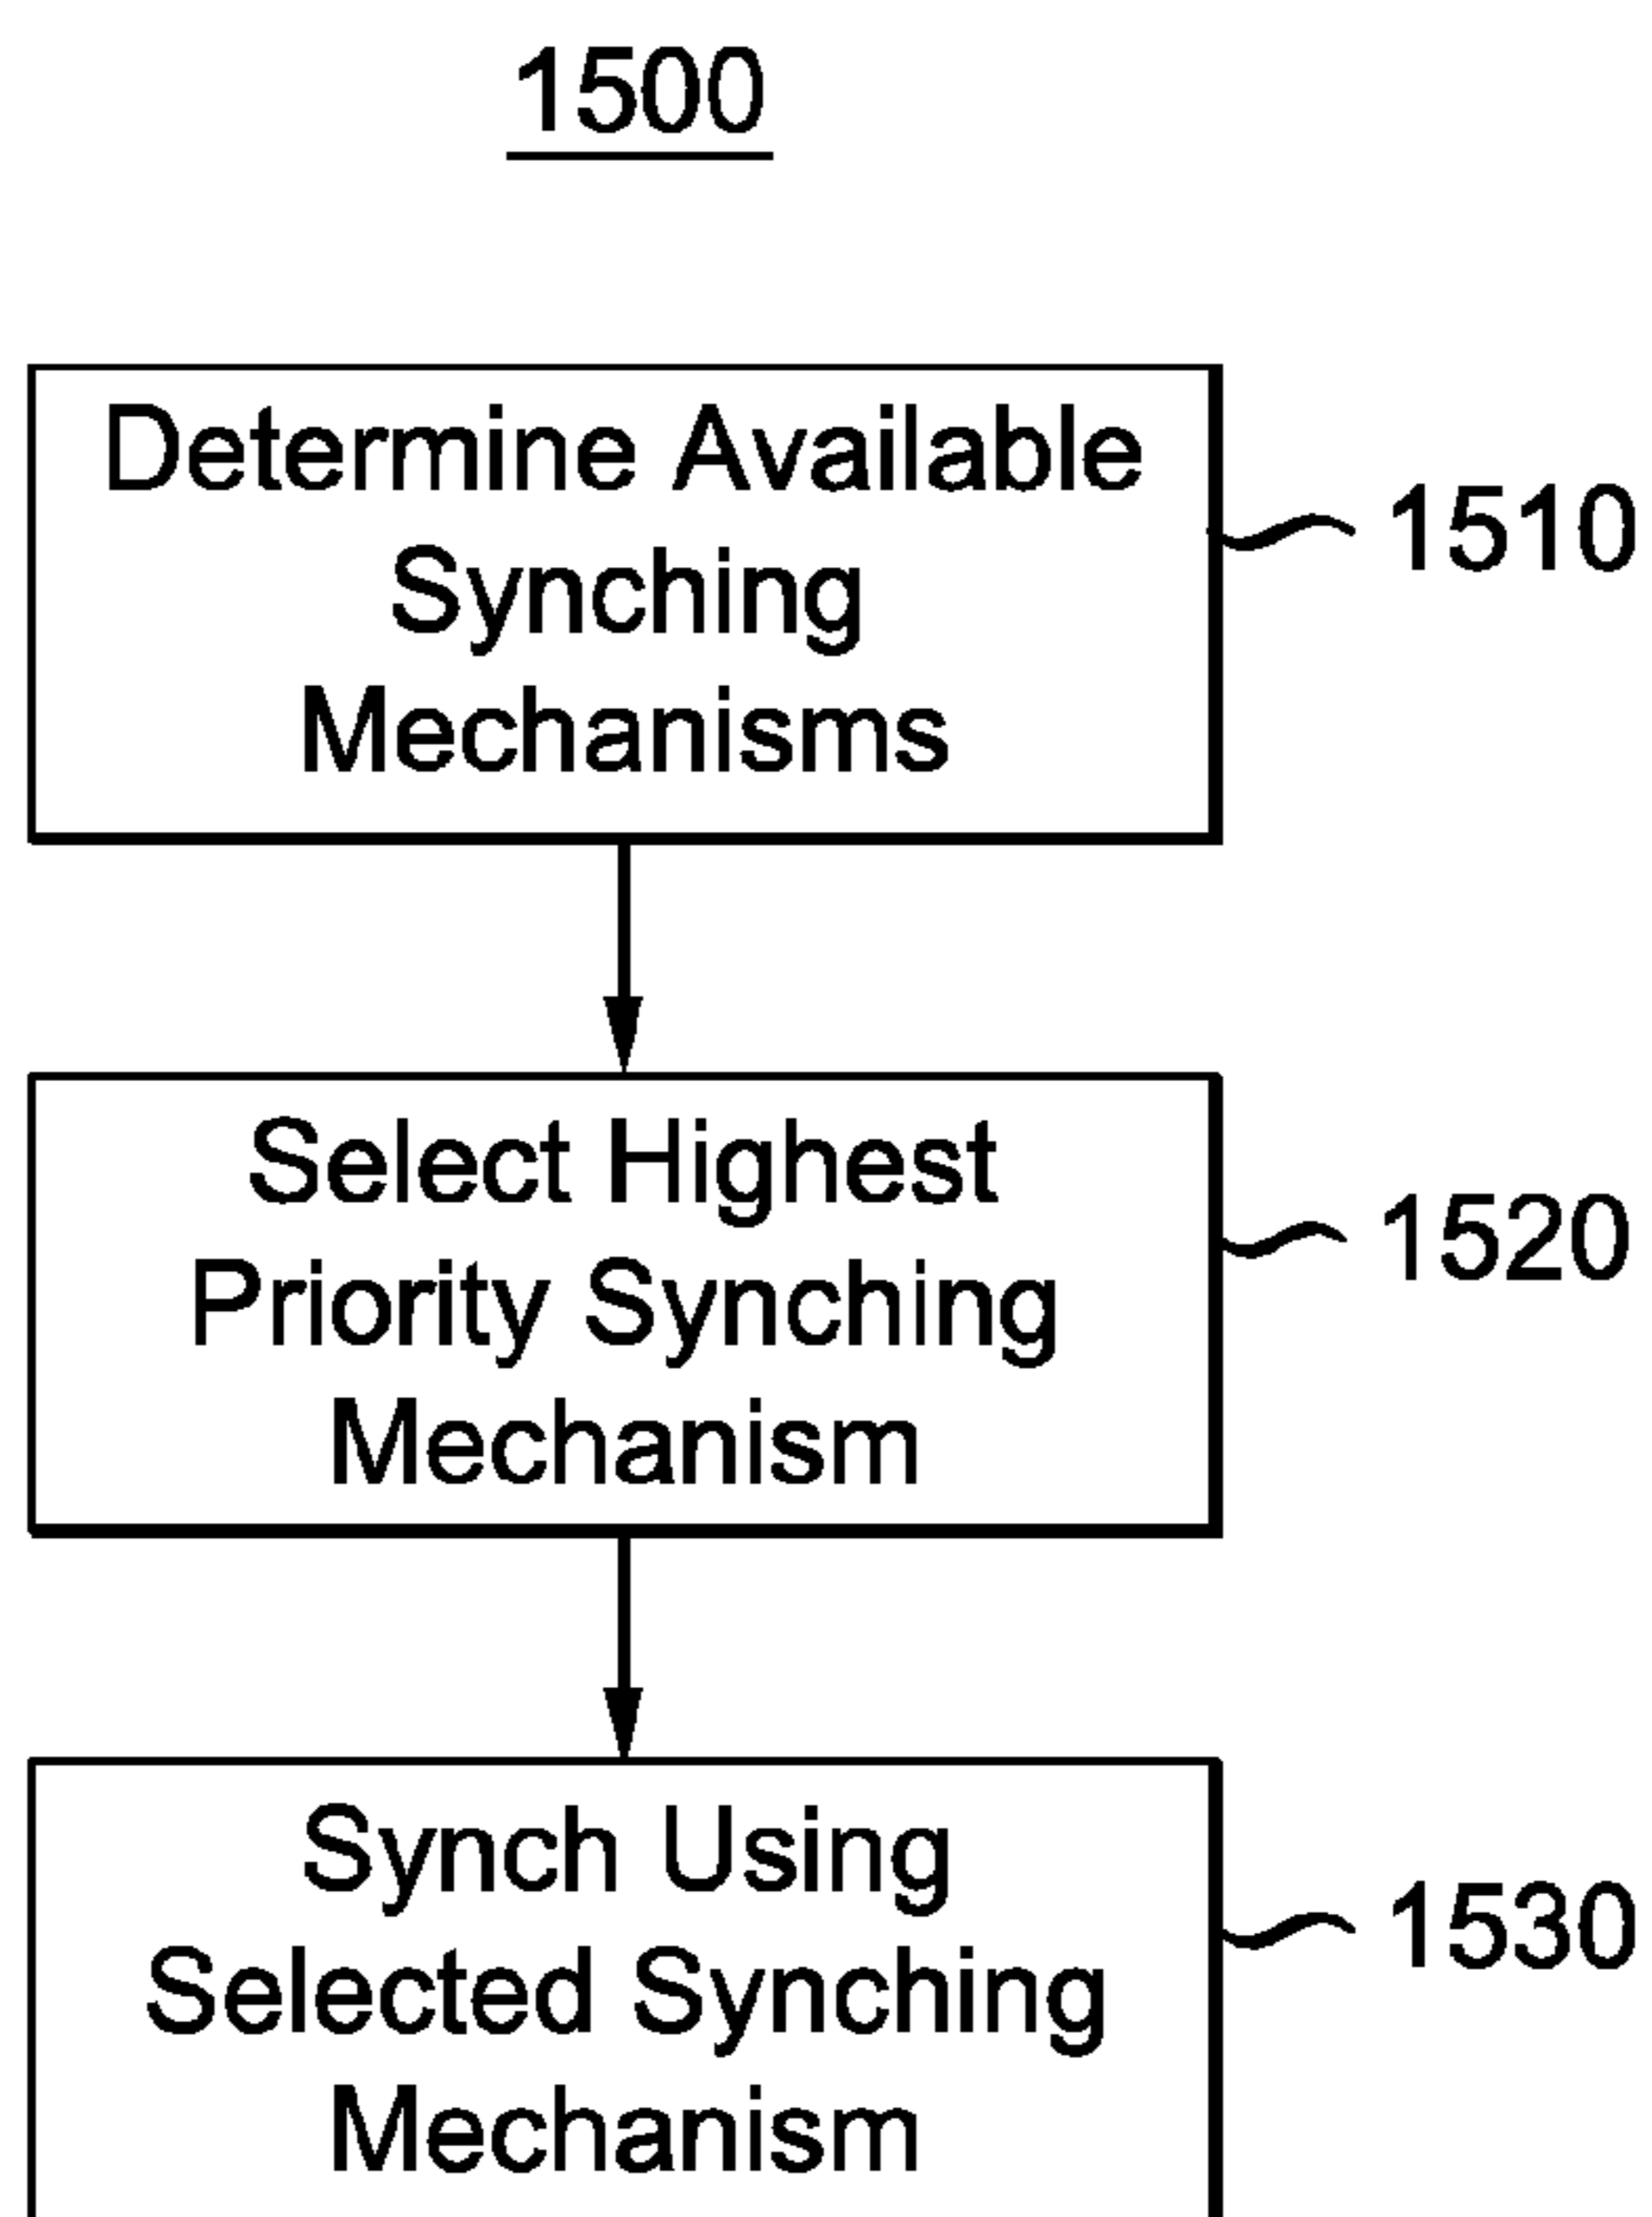 1500
Determine Available
Synching
Mechanisms
1510
Select Highest
Priority Synching
Mechanism
1520
Synch Using
Selected Synching
Mechanism
1530